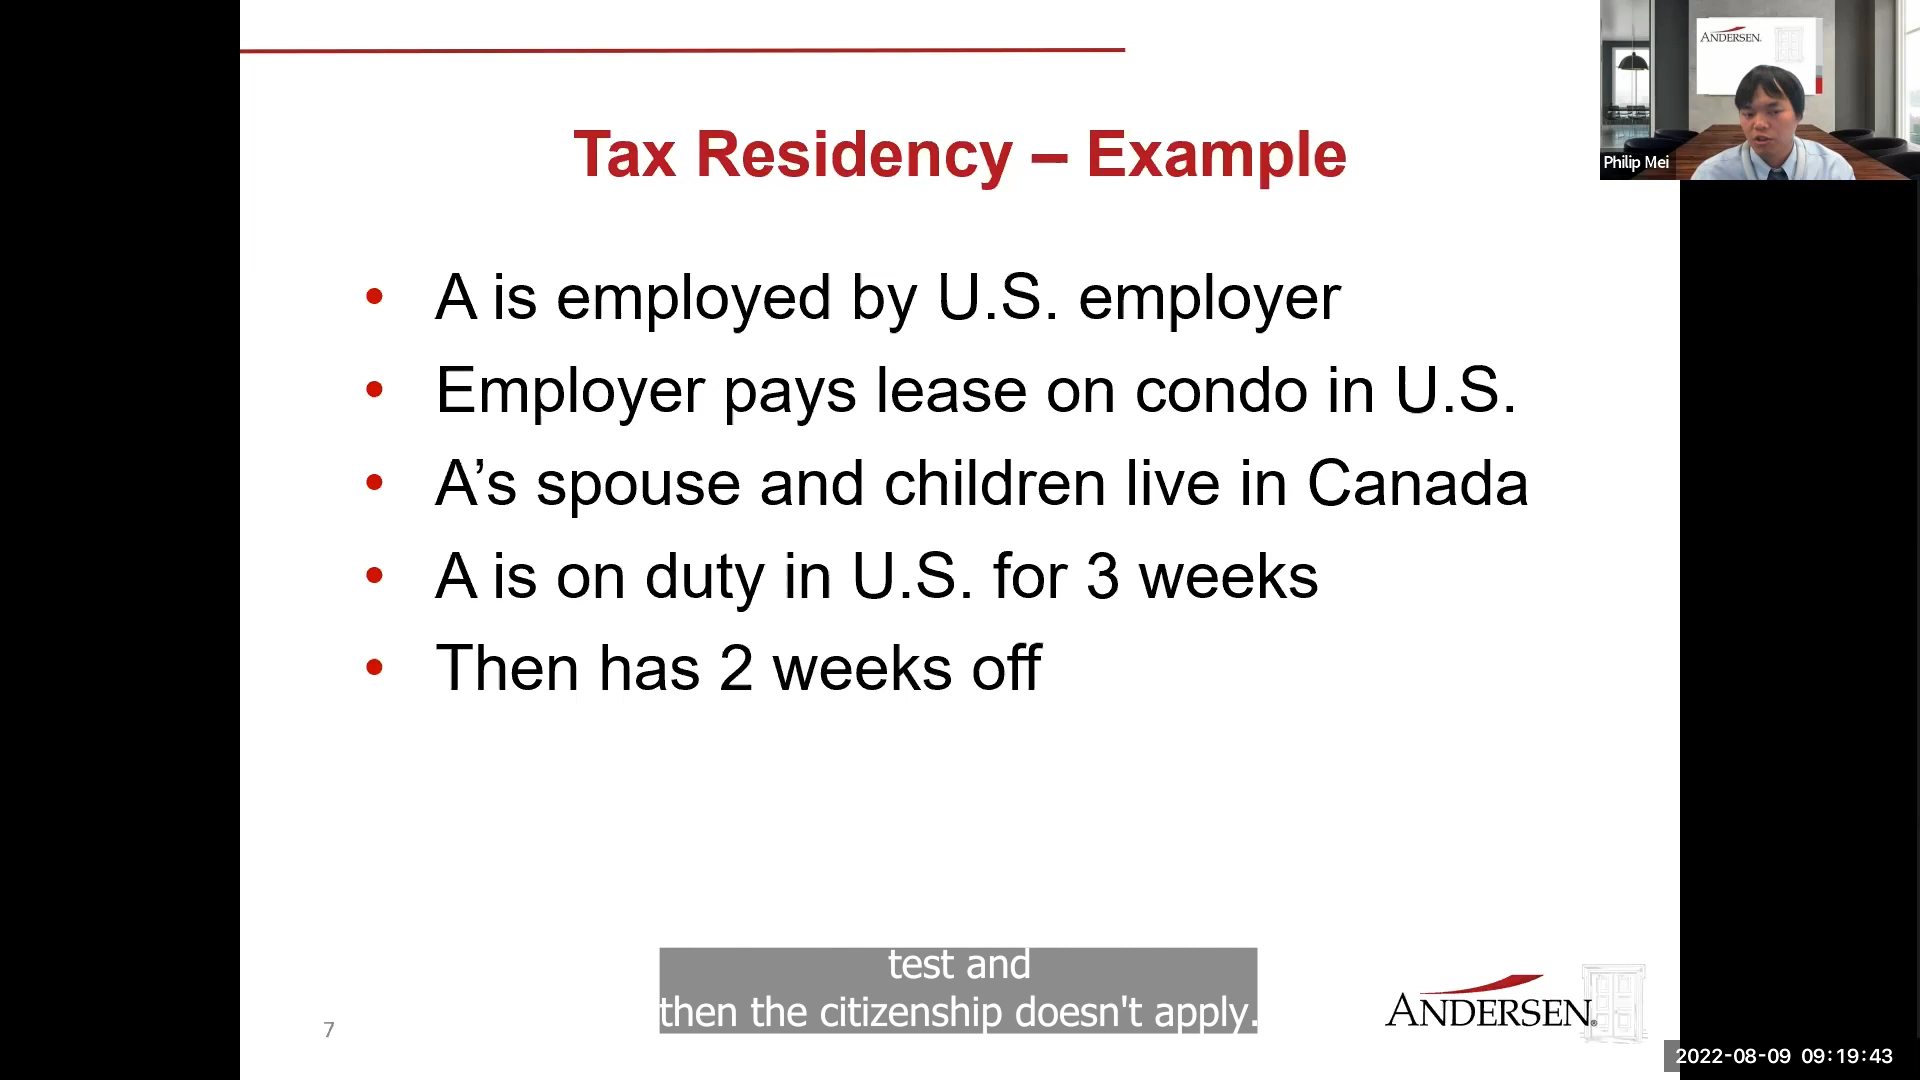 ANDERSEN.
Philip Mei
Tax Residency – Example
• A is employed by U.S. employer
• Employer pays lease on condo in U.S.
• A’s spouse and children live in Canada
• A is on duty in U.S. for 3 weeks
• Then has 2 weeks off
test and
then the citizenship doesn't apply.
7
ANDERSEN®
2022-08-09 09:19:43